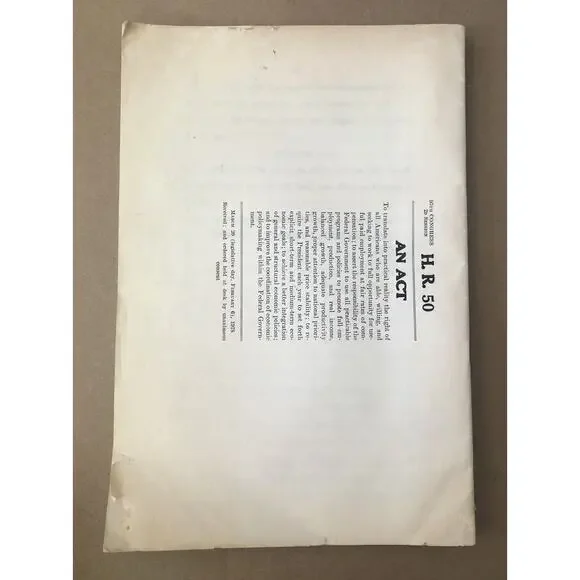 95TH CONGRESS
2D SESSION
H. R. 50
AN ACT
To translate into practical reality the right of
all Americans who are able, willing, and
seeking to work to full opportunity for use-
ful paid employment at fair rates of com-
pensation; to assert the responsibility of the
Federal Government to use all practicable
programs and policies to promote full em-
ployment, production, and real income,
balanced growth, adequate productivity
growth, proper attention to national priori-
ties, and reasonable price stability; to re-
quire the President each year to set forth
explicit short-term and medium-term eco-
nomic goals; to achieve a better integration
of general and structural economic policies;
and to improve the coordination of economic
policymaking within the Federal Govern-
ment.
MARCH 20 (legislative day, FEBRUARY 6), 1978
Received; and ordered held at desk by unanimous
consent